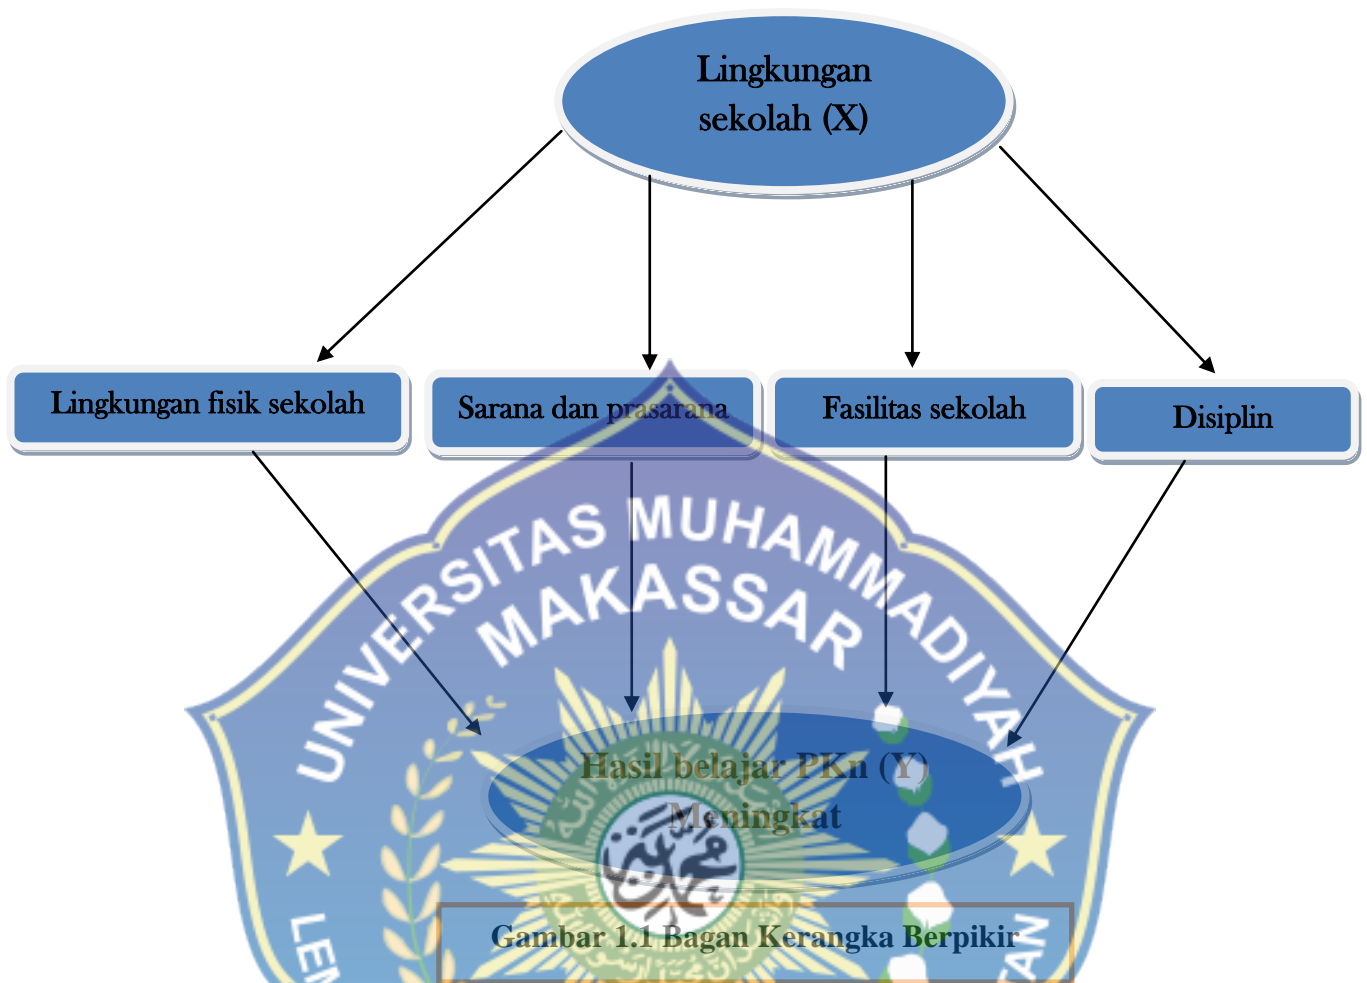 Lingkungan
sekolah (X)
Lingkungan fisik sekolah
Sarana dan prasarana
Fasilitas sekolah
Disiplin
UNIVERSITAS MUHAMMADIYAH
MAKASSAR
Hasil belajar PKn (Y)
Meningkat
Gambar 1.1 Bagan Kerangka Berpikir